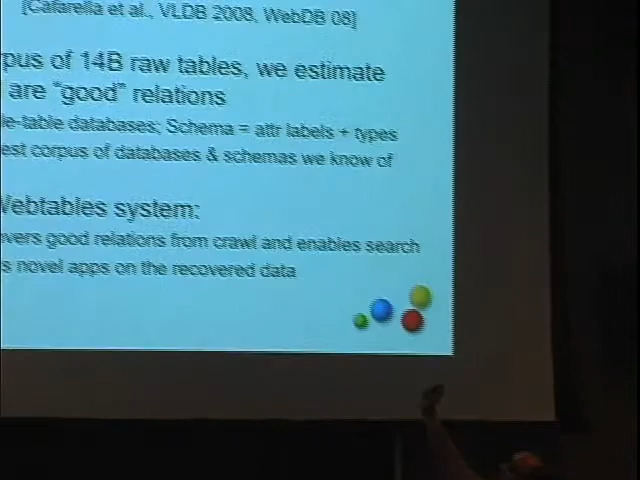 [Cafarella et al., VLDB 2008, WebDB 08]
pus of 14B raw tables, we estimate
are “good” relations
le-table databases; Schema = attr labels + types
est corpus of databases & schemas we know of
Webtables system:
vers good relations from crawl and enables search
s novel apps on the recovered data